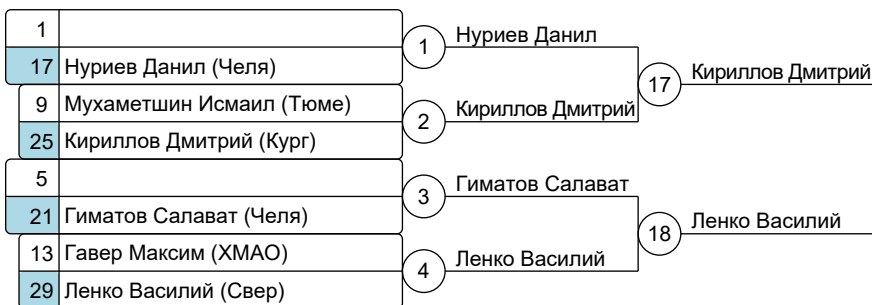 1
17 Нуриев Данил (Челя)
9 Мухаметшин Исмаил (Тюме)
25 Кириллов Дмитрий (Кург)
5
21 Гиматов Салават (Челя)
13 Гавер Максим (ХМАО)
29 Ленко Василий (Свер)
1 Нуриев Данил
2 Кириллов Дмитрий
3 Гиматов Салават
4 Ленко Василий
17 Кириллов Дмитрий
18 Ленко Василий